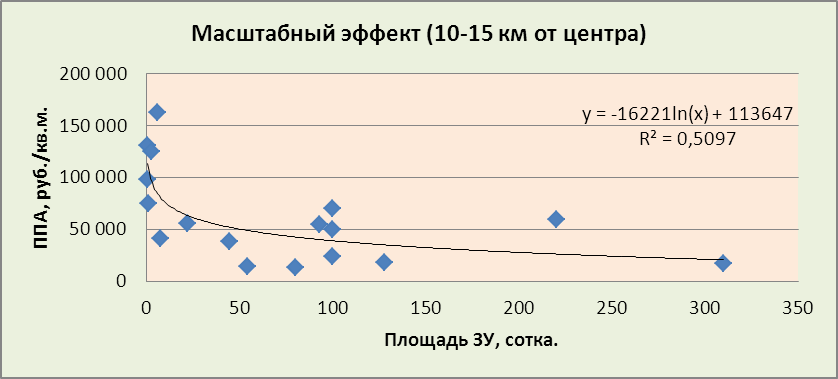 Масштабный эффект (10-15 км от центра)
ППА, руб./кв.м.
200 000
150 000
100 000
50 000
0
y = -16221ln(x) + 113647
R² = 0,5097
0 50 100 150 200 250 300 350
Площадь ЗУ, сотка.